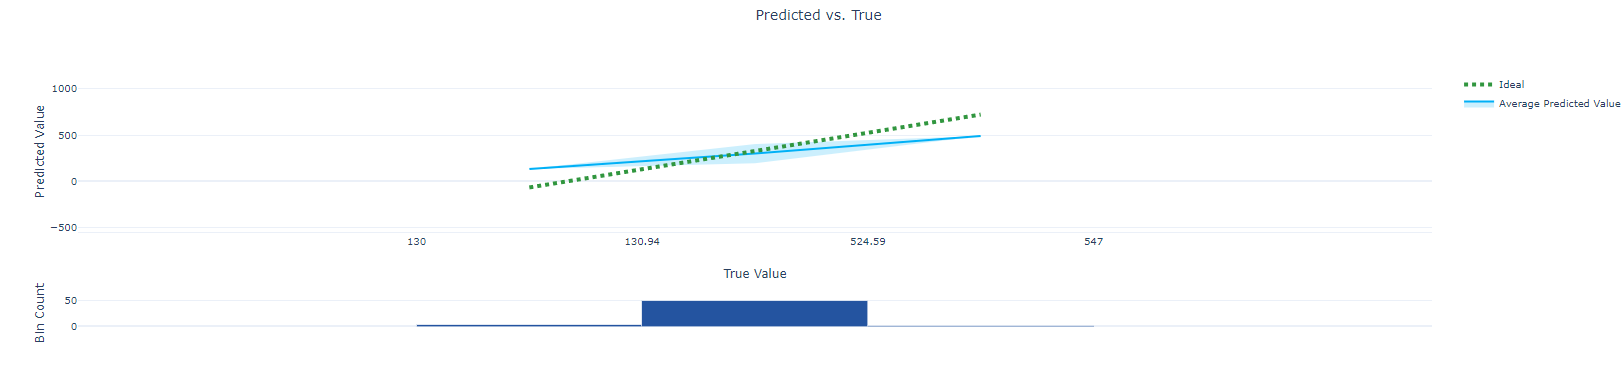 Predicted vs. True
Ideal
Average Predicted Value
Predicted Value
1000
500
0
−500
130
130.94
524.59
547
True Value
Bin Count
50
0